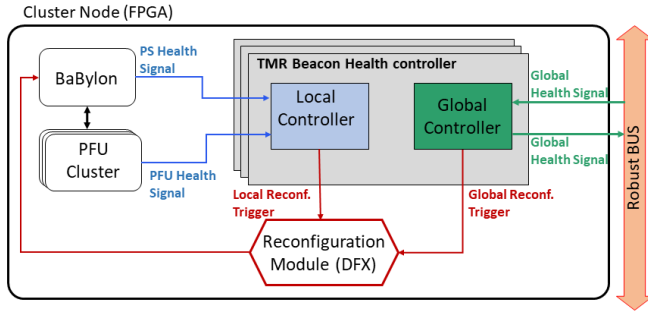 Cluster Node (FPGA)
PS Health
Signal
BaBylon
TMR Beacon Health controller
Local
Controller
Global
Controller
Global
Health Signal
Global
Health Signal
PFU
Cluster
PFU Health
Signal
Local Reconf.
Trigger
Global Reconf.
Trigger
Reconfiguration
Module (DFX)
Robust BUS